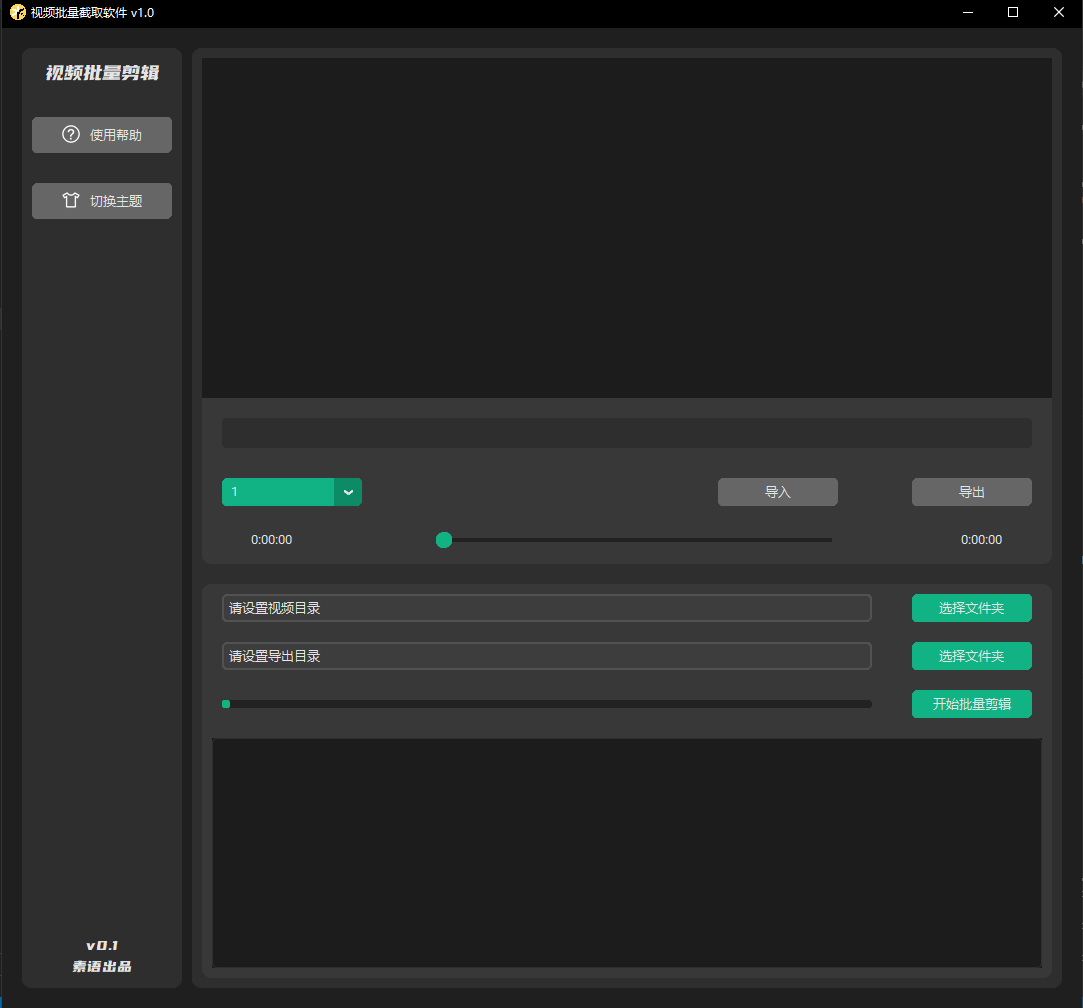 视频批量截取软件 v1.0
视频批量剪辑
使用帮助
切换主题
1
导入
导出
0:00:00
0:00:00
请设置视频目录
选择文件夹
请设置导出目录
选择文件夹
开始批量剪辑
v0.1
素语出品